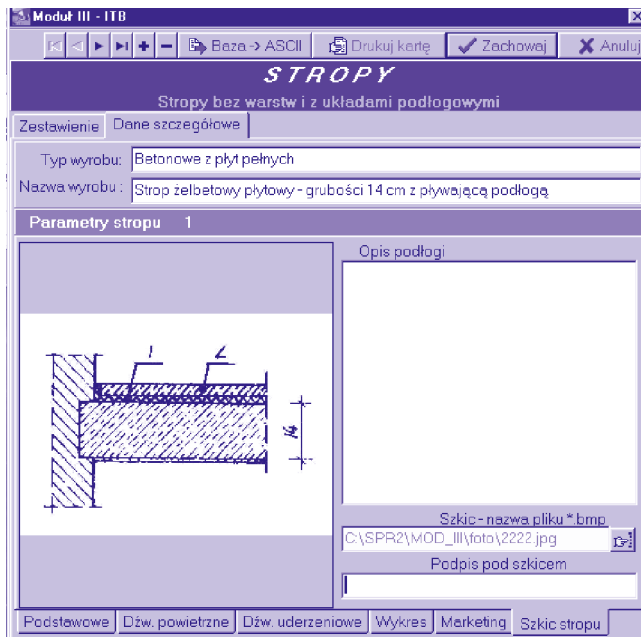 Moduł III - ITB
Baza -> ASCII Drukuj kartę Zachowaj Anuluj
STROPY
Stropy bez warstw i z układami podłogowymi
Zestawienie Dane szczegółowe
Typ wyrobu: Betonowe z płyt pełnych
Nazwa wyrobu : Strop żelbetowy płytowy - grubości 14 cm z pływającą podłogą
Parametry stropu 1
Opis podłogi
1 2
14
Szkic - nazwa pliku *.bmp
C:\SPR2\MOD_III\foto\2222.jpg
Podpis pod szkicem
Podstawowe Dźw. powietrzne Dźw. uderzeniowe Wykres Marketing Szkic stropu